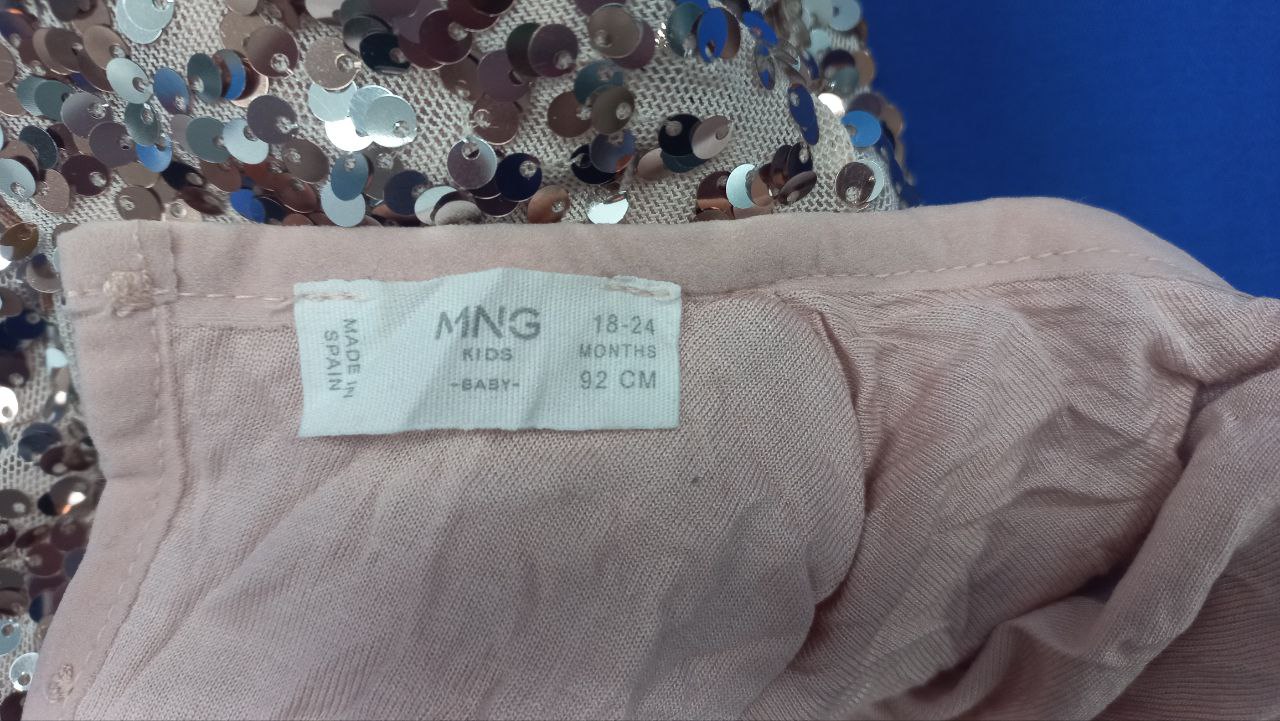 MADE IN
SPAIN
MNG
KIDS
-BABY-
18-24
MONTHS
92 CM